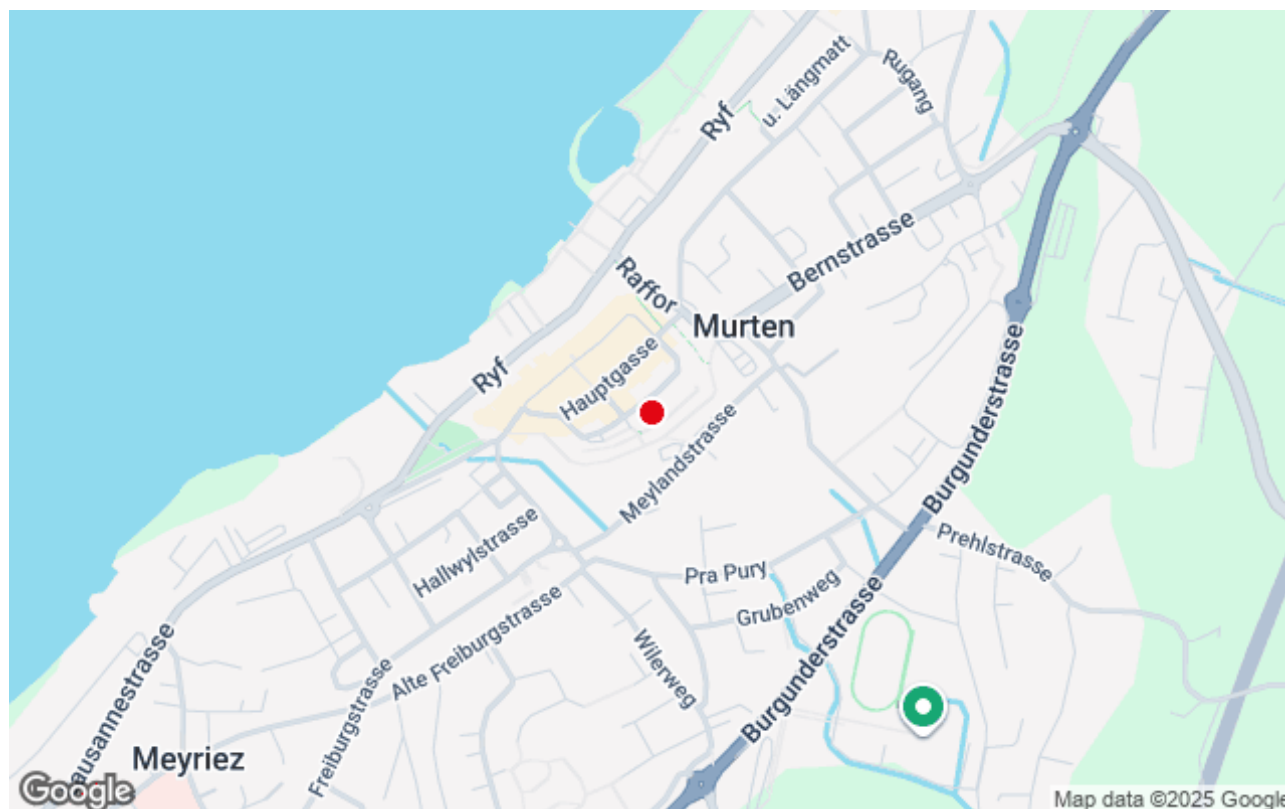 u. Längmatt
Rugang
Ryf
Bernstrasse
Raffor
Murten
Hauptgasse
Ryf
Meylandstrasse
Burgunderstrasse
Prehlstrasse
Hallwylstrasse
Pra Pury
Grubenweg
Alte Freiburgstrasse
Wilerweg
Burgunderstrasse
ausannestrasse
Freiburgstrasse
Meyriez
Google
Map data ©2025 Google